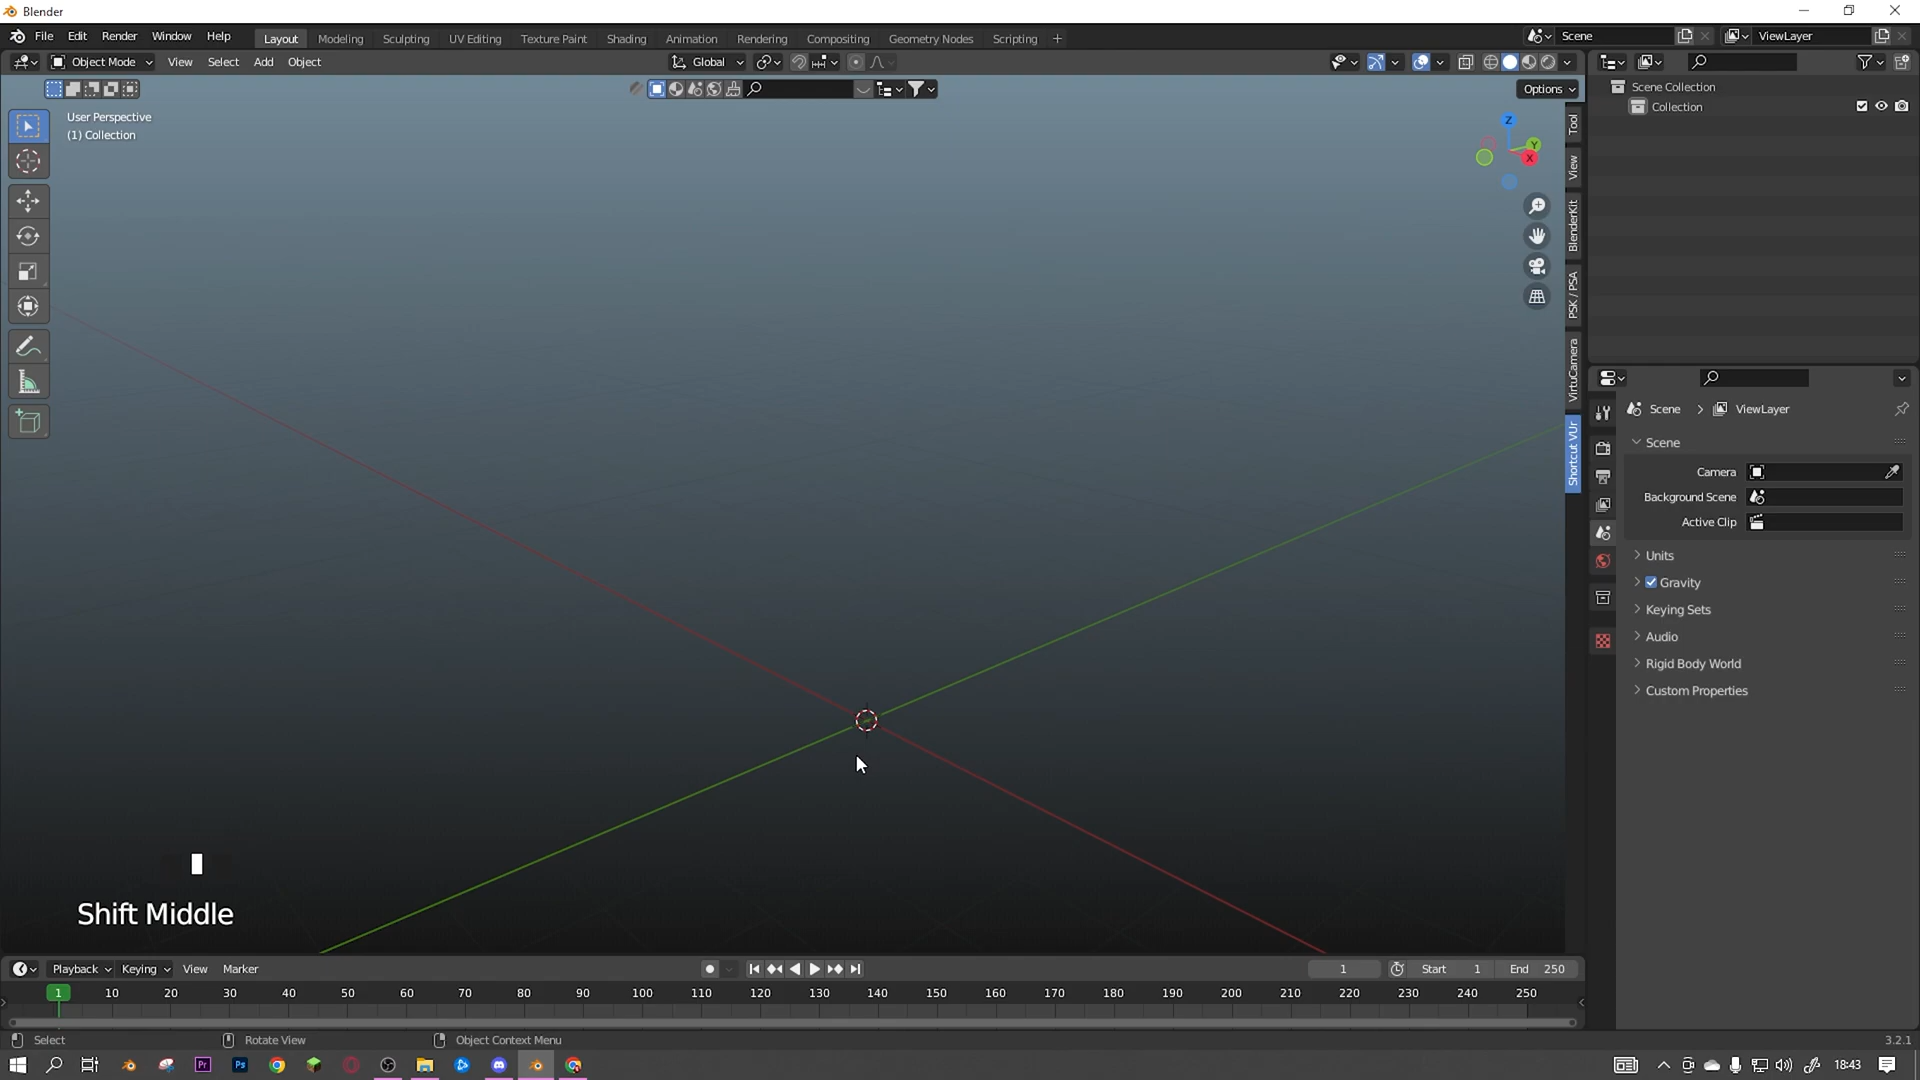 Blender
File Edit Render Window Help Layout Modeling Sculpting UV Editing Texture Paint Shading Animation Rendering Compositing Geometry Nodes Scripting + Scene ViewLayer
Object Mode View Select Add Object Global
Options
User Perspective
(1) Collection
Z
Y
X
Tool
View
BlenderKit
PSK / PSA
VirtuCamera
Shortcut VUr
Scene Collection
Collection
Scene > ViewLayer
Scene
Camera
Background Scene
Active Clip
Units
Gravity
Keying Sets
Audio
Rigid Body World
Custom Properties
Shift Middle
Playback Keying View Marker 1 Start 1 End 250
1 10 20 30 40 50 60 70 80 90 100 110 120 130 140 150 160 170 180 190 200 210 220 230 240 250
Select Rotate View Object Context Menu 3.2.1
Pr Ps 18:43